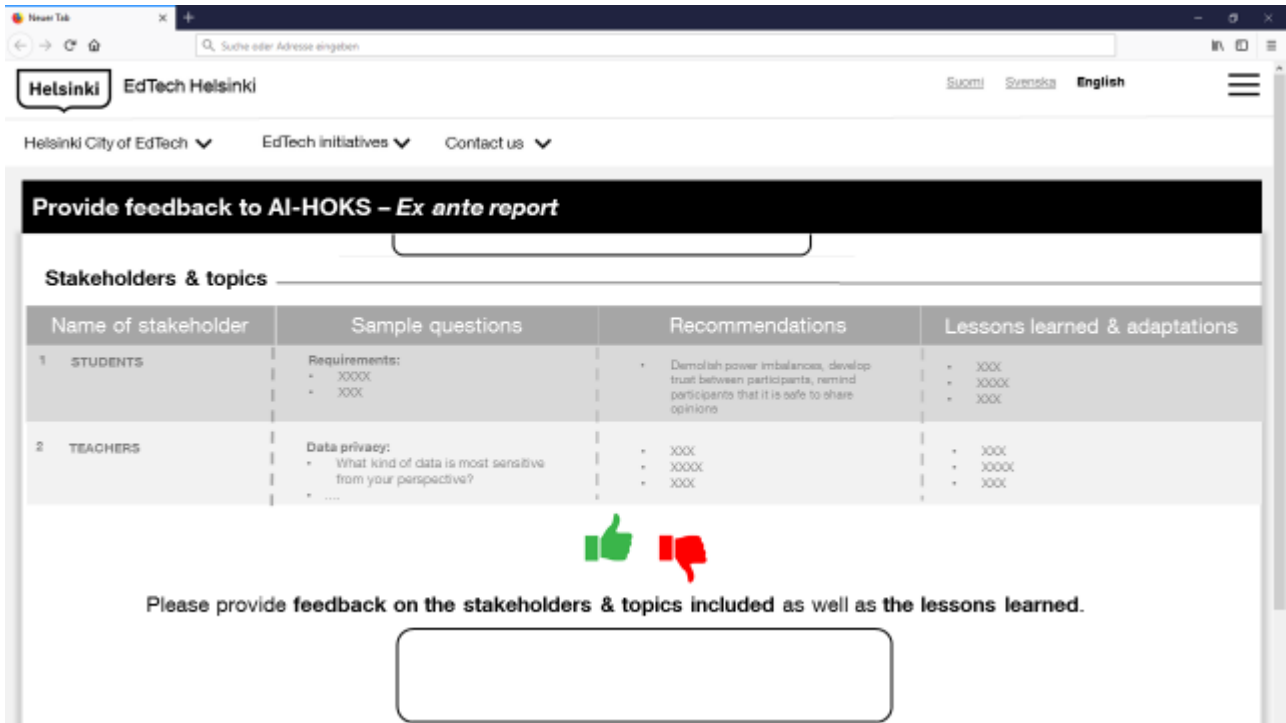 Neuer Tab
Suche oder Adresse eingeben
Helsinki
EdTech Helsinki
Suomi Svenska English
Helsinki City of EdTech EdTech initiatives Contact us
Provide feedback to AI-HOKS – Ex ante report
Stakeholders & topics
Name of stakeholder Sample questions Recommendations Lessons learned & adaptations
1 STUDENTS
Requirements:
• XXXX
• XXX
• Demolish power imbalances, develop
trust between participants, remind
participants that it is safe to share
opinions
• XXX
• XXXX
• XXX
2 TEACHERS
Data privacy:
• What kind of data is most sensitive
from your perspective?
• ....
• XXX
• XXXX
• XXX
• XXX
• XXXX
• XXX
Please provide feedback on the stakeholders & topics included as well as the lessons learned.